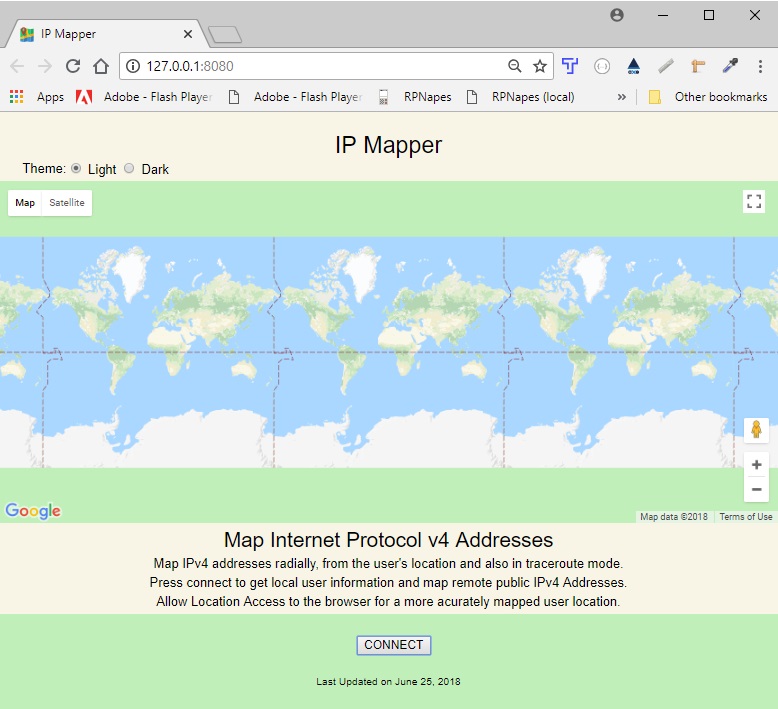 IP Mapper
127.0.0.1:8080
Apps Adobe - Flash Player Adobe - Flash Player RPNapes RPNapes (local) » Other bookmarks
IP Mapper
Theme: Light Dark
Map Satellite
Google
Map data ©2018 Terms of Use
Map Internet Protocol v4 Addresses
Map IPv4 addresses radially, from the user's location and also in traceroute mode.
Press connect to get local user information and map remote public IPv4 Addresses.
Allow Location Access to the browser for a more acurately mapped user location.
CONNECT
Last Updated on June 25, 2018